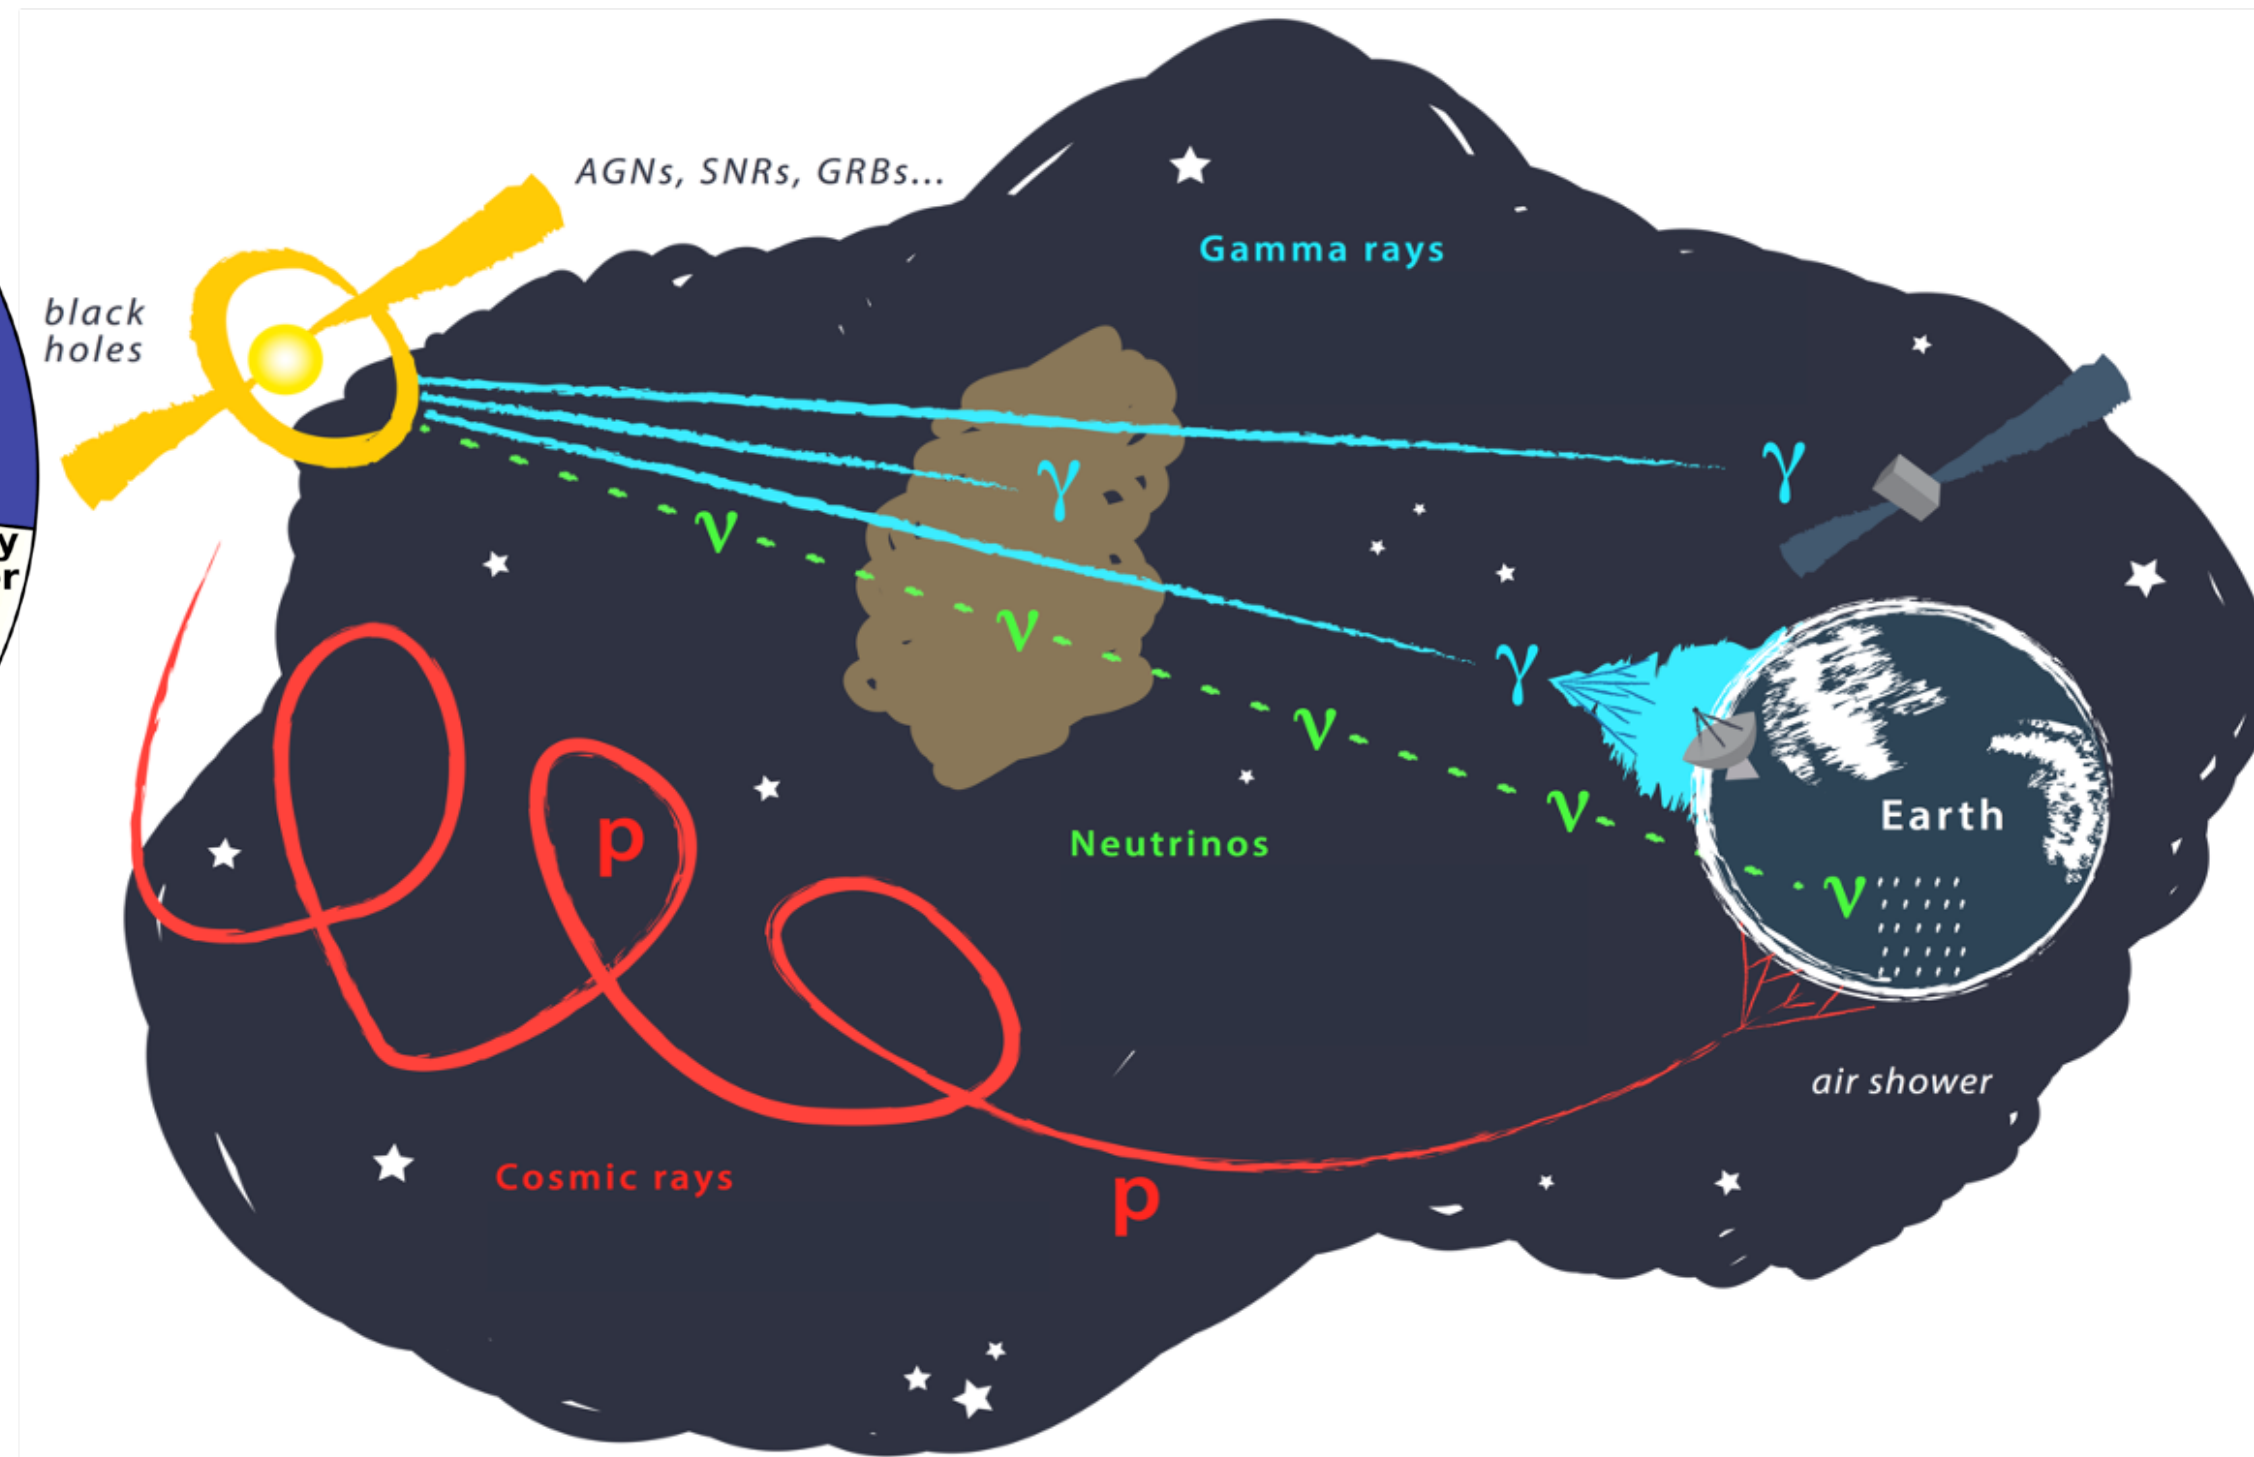 AGNs, SNRs, GRBs...
Gamma rays
black
holes
γ
γ
ν
y
r
ν
γ
ν
ν
p
Earth
Neutrinos
ν
air shower
Cosmic rays
p